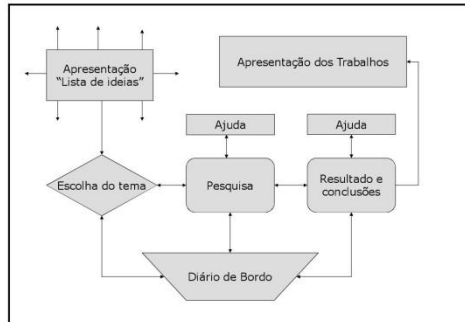 Apresentação
“Lista de ideias”
Apresentação dos Trabalhos
Ajuda
Ajuda
Escolha do tema
Pesquisa
Resultado e
conclusões
Diário de Bordo